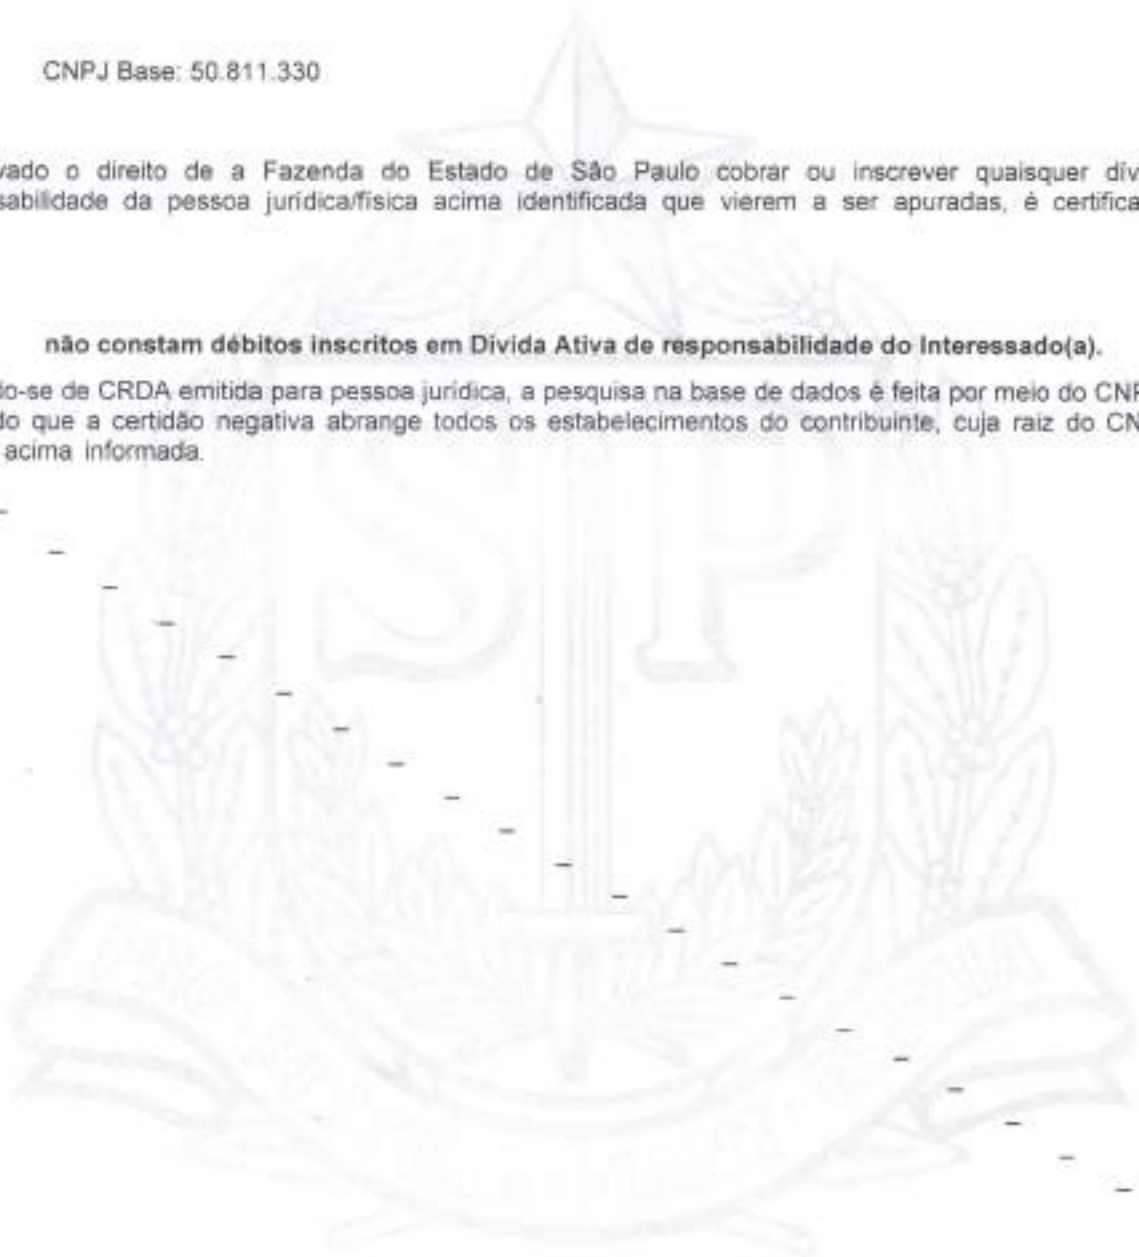 CNPJ Base: 50.811.330
vado o direito de a Fazenda do Estado de São Paulo cobrar ou inscrever quaisquer dív
sabilidade da pessoa jurídica/física acima identificada que vierem a ser apuradas, é certifica
não constam débitos inscritos em Dívida Ativa de responsabilidade do Interessado(a).
do-se de CRDA emitida para pessoa jurídica, a pesquisa na base de dados é feita por meio do CNP
do que a certidão negativa abrange todos os estabelecimentos do contribuinte, cuja raiz do CN
acima informada.
SP